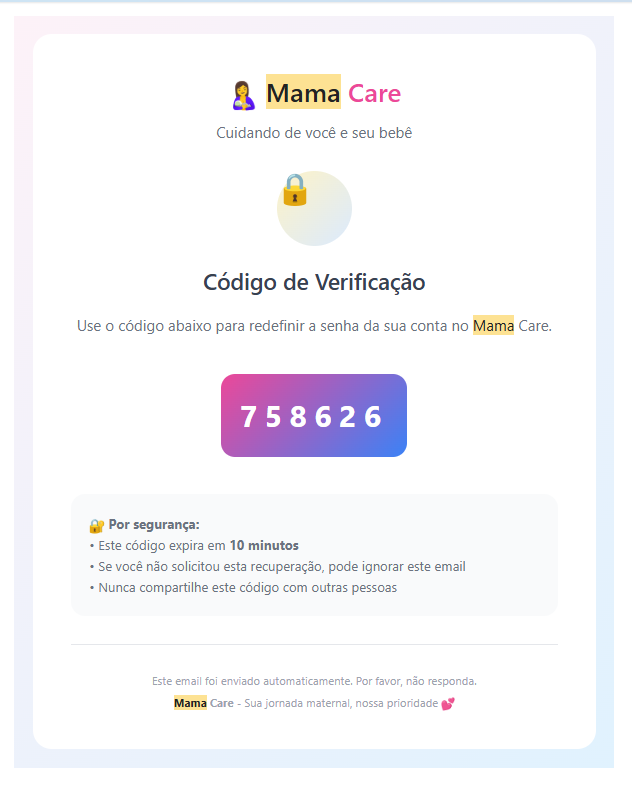 Mama Care
Cuidando de você e seu bebê
Código de Verificação
Use o código abaixo para redefinir a senha da sua conta no Mama Care.
758626
Por segurança:
• Este código expira em 10 minutos
• Se você não solicitou esta recuperação, pode ignorar este email
• Nunca compartilhe este código com outras pessoas
Este email foi enviado automaticamente. Por favor, não responda.
Mama Care - Sua jornada maternal, nossa prioridade